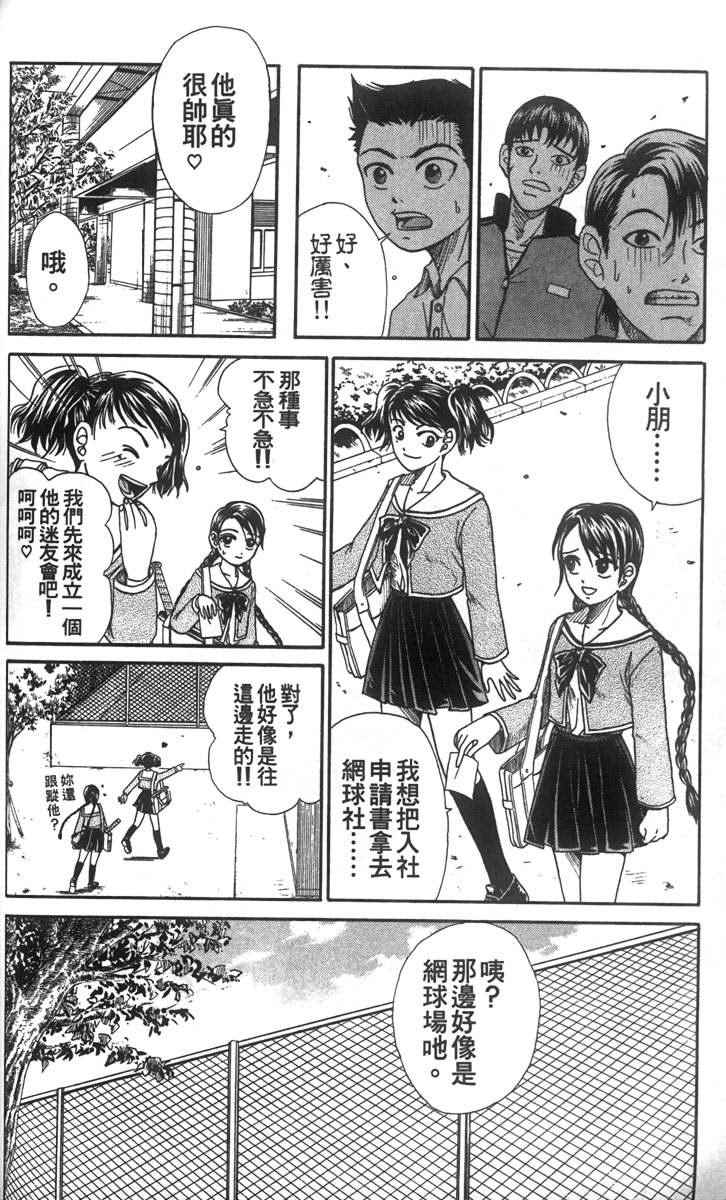 好、
好厲害!!
他真的
很帥耶♡
哦。
小朋……
我想把入社
申請書拿去
網球社……
那種事
不急不急!!
我們先來成立一個
他的迷友會吧!
呵呵呵♡
對了,
他好像是往
這邊走的!!
妳還
跟蹤他?
咦?
那邊好像是
網球場吔。